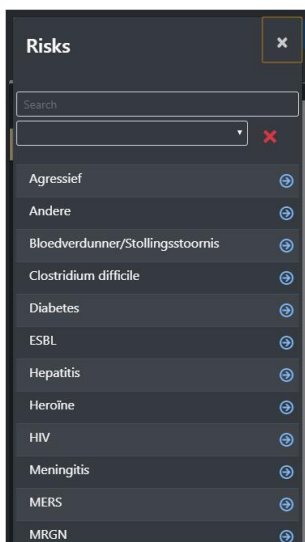 Risks
Search
Agressief
Andere
Bloedverdunner/Stollingsstoornis
Clostridium difficile
Diabetes
ESBL
Hepatitis
Heroïne
HIV
Meningitis
MERS
MRGN